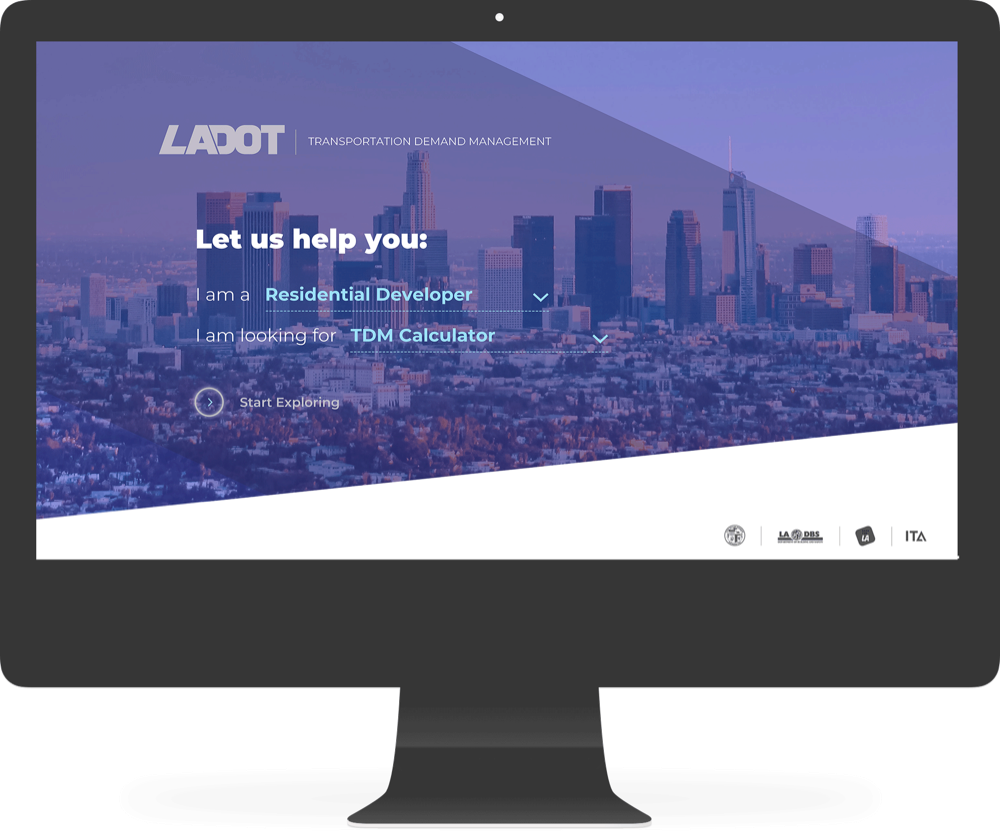 LADOT
TRANSPORTATION DEMAND MANAGEMENT
Let us help you:
I am a Residential Developer
I am looking for TDM Calculator
Start Exploring
LA DBS
LA
ITA